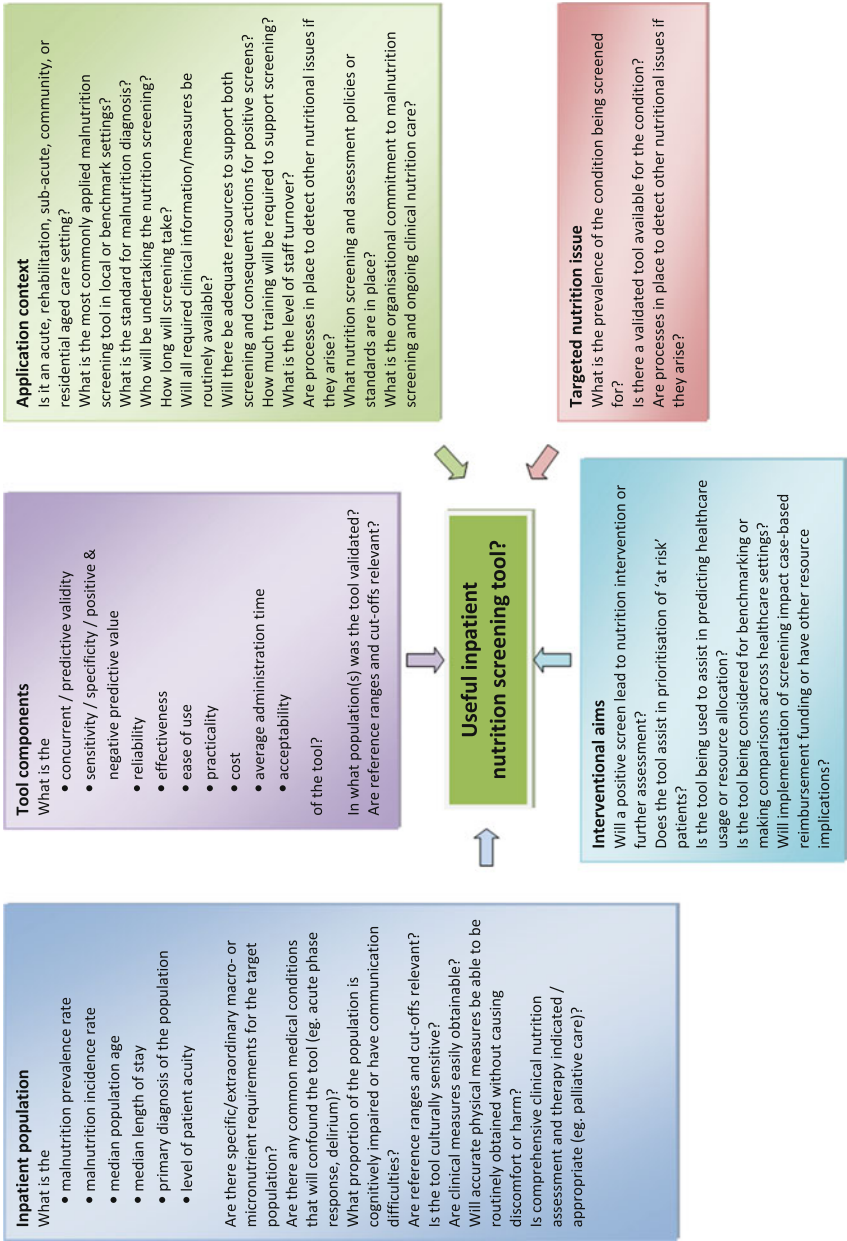 Inpatient population
What is the
• malnutrition prevalence rate
• malnutrition incidence rate
• median population age
• median length of stay
• primary diagnosis of the population
• level of patient acuity
Are there specific/extraordinary macro- or
micronutrient requirements for the target
population?
Are there any common medical conditions
that will confound the tool (eg. acute phase
response, delirium)?
What proportion of the population is
cognitively impaired or have communication
difficulties?
Are reference ranges and cut-offs relevant?
Is the tool culturally sensitive?
Are clinical measures easily obtainable?
Will accurate physical measures be able to be
routinely obtained without causing
discomfort or harm?
Is comprehensive clinical nutrition
assessment and therapy indicated /
appropriate (eg. palliative care)?
Tool components
What is the
• concurrent / predictive validity
• sensitivity / specificity / positive &
negative predictive value
• reliability
• effectiveness
• ease of use
• practicality
• cost
• average administration time
• acceptability
of the tool?
In what population(s) was the tool validated?
Are reference ranges and cut-offs relevant?
Application context
Is it an acute, rehabilitation, sub-acute, community, or
residential aged care setting?
What is the most commonly applied malnutrition
screening tool in local or benchmark settings?
What is the standard for malnutrition diagnosis?
Who will be undertaking the nutrition screening?
How long will screening take?
Will all required clinical information/measures be
routinely available?
Will there be adequate resources to support both
screening and consequent actions for positive screens?
How much training will be required to support screening?
What is the level of staff turnover?
Are processes in place to detect other nutritional issues if
they arise?
What nutrition screening and assessment policies or
standards are in place?
What is the organisational commitment to malnutrition
screening and ongoing clinical nutrition care?
Useful inpatient
nutrition screening tool?
Interventional aims
Will a positive screen lead to nutrition intervention or
further assessment?
Does the tool assist in prioritisation of ‘at risk’
patients?
Is the tool being used to assist in predicting healthcare
usage or resource allocation?
Is the tool being considered for benchmarking or
making comparisons across healthcare settings?
Will implementation of screening impact case-based
reimbursement funding or have other resource
implications?
Targeted nutrition issue
What is the prevalence of the condition being screened
for?
Is there a validated tool available for the condition?
Are processes in place to detect other nutritional issues if
they arise?